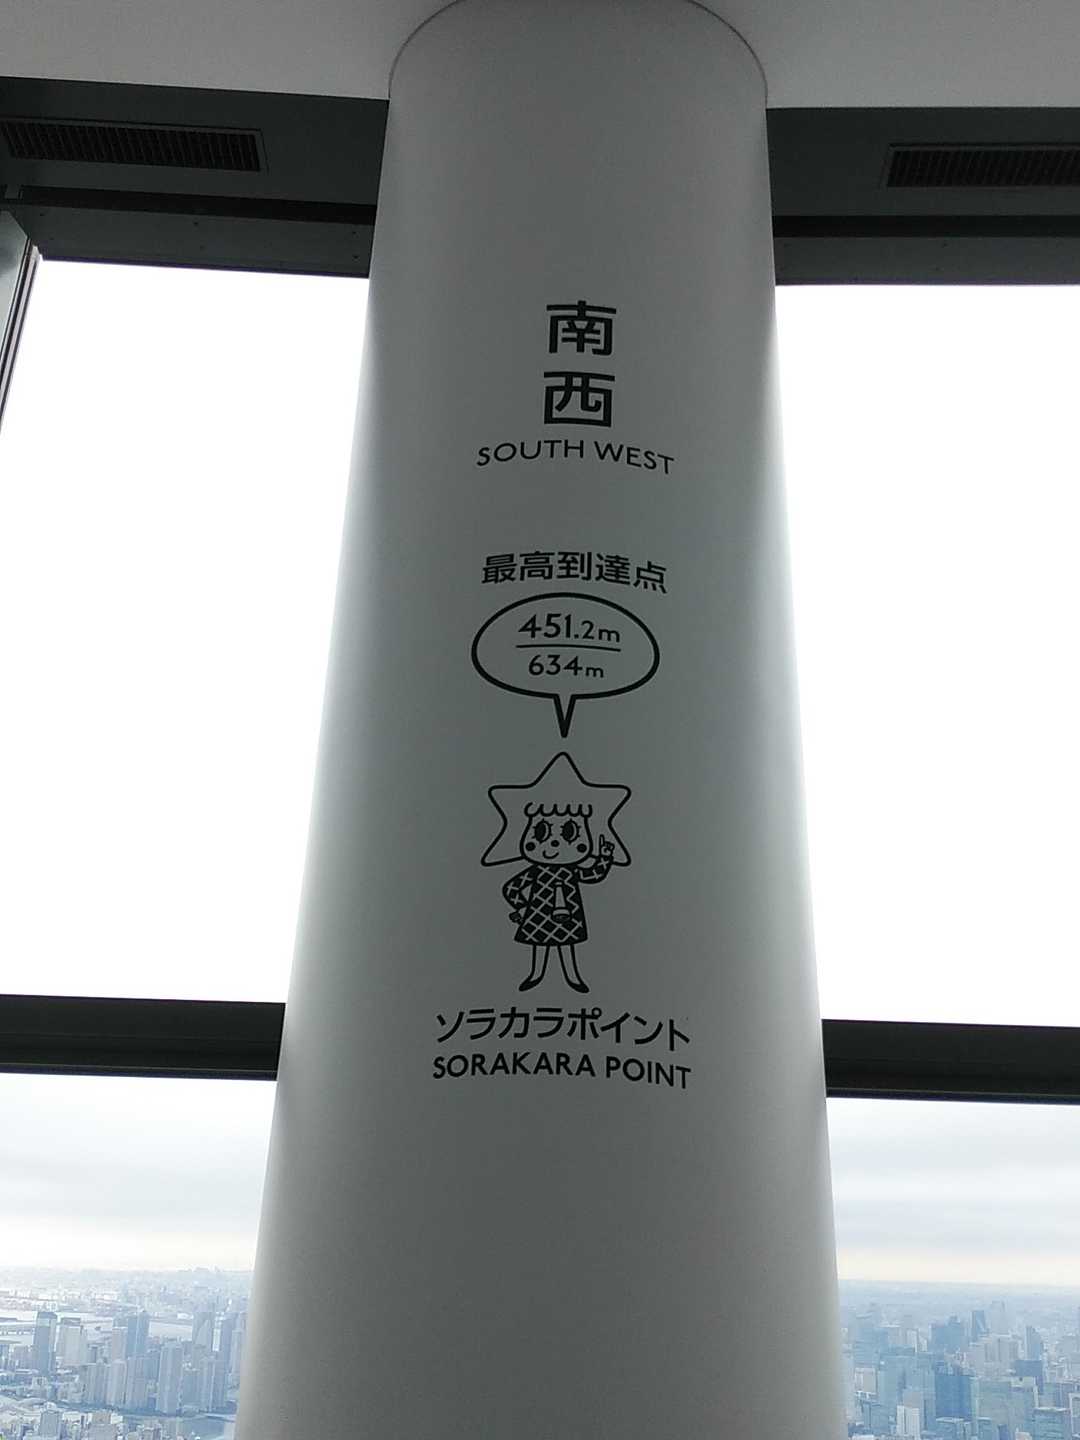 南
西
SOUTH WEST
最高到達点
451.2m
634m
ソラカラポイント
SORAKARA POINT